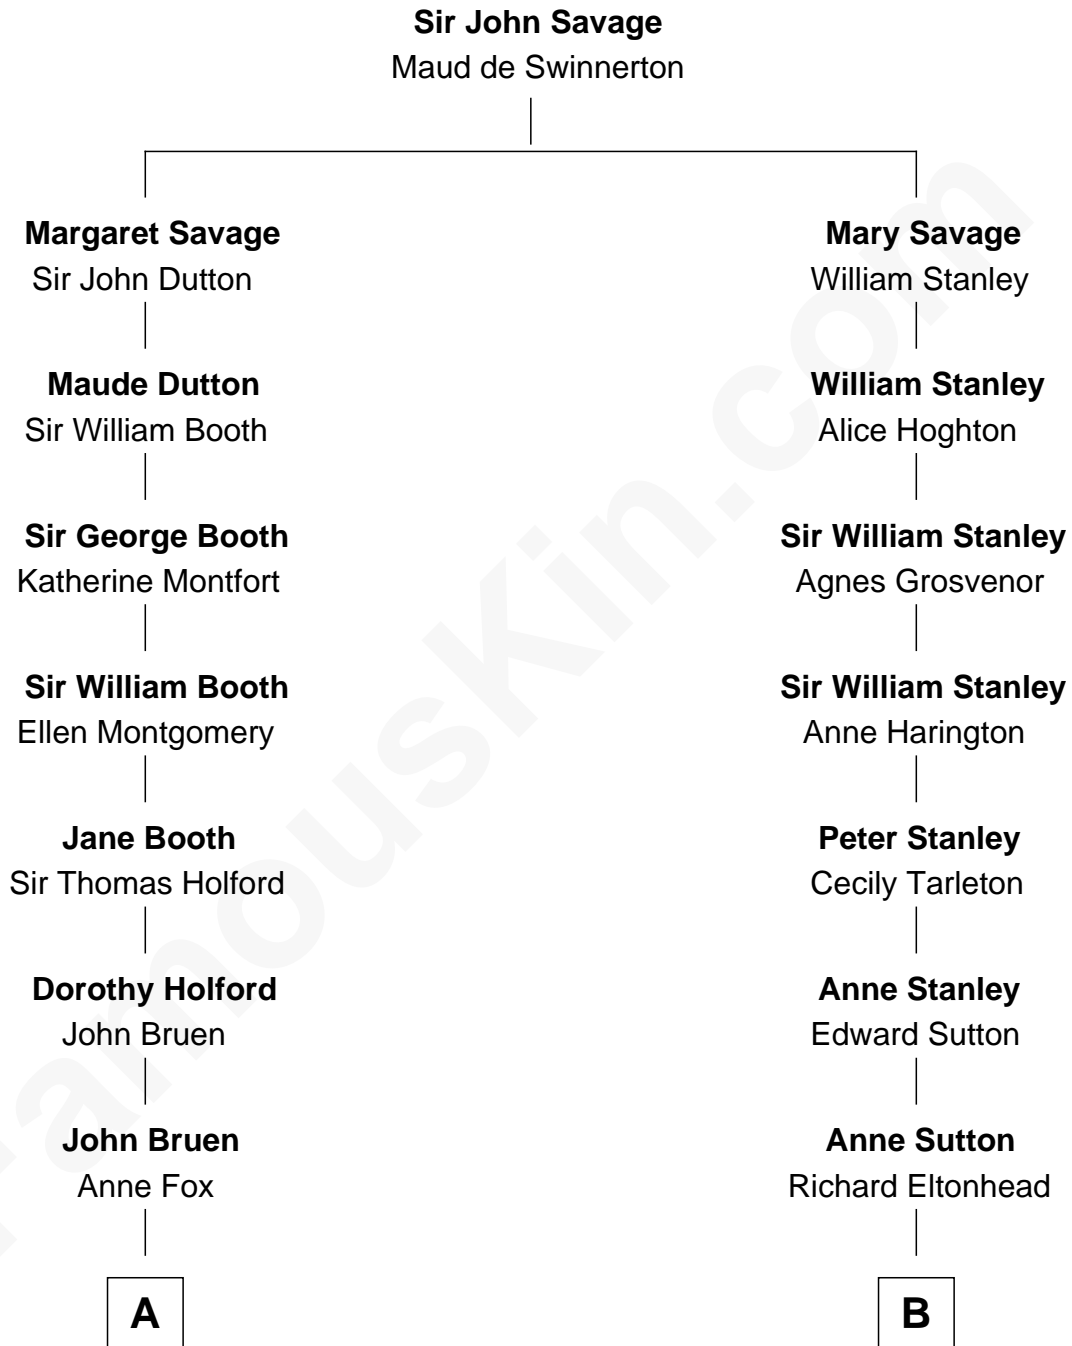 Sir John Savage
Maud de Swinnerton
Margaret Savage
Sir John Dutton
Mary Savage
William Stanley
Maude Dutton
Sir William Booth
William Stanley
Alice Hoghton
Sir George Booth
Katherine Montfort
Sir William Stanley
Agnes Grosvenor
Sir William Booth
Ellen Montgomery
Sir William Stanley
Anne Harington
Jane Booth
Sir Thomas Holford
Peter Stanley
Cecily Tarleton
Dorothy Holford
John Bruen
Anne Stanley
Edward Sutton
John Bruen
Anne Fox
Anne Sutton
Richard Eltonhead
A
B
FamousKin.com